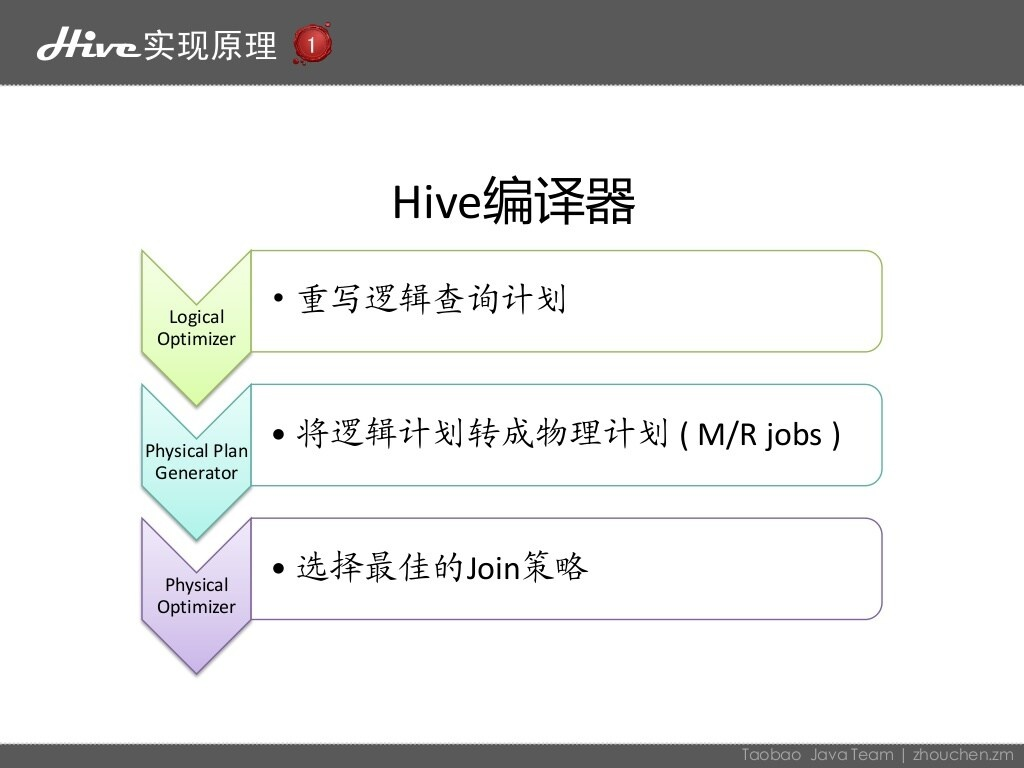 Hive实现原理 1
Hive编译器
Logical
Optimizer
• 重写逻辑查询计划
Physical Plan
Generator
• 将逻辑计划转成物理计划 ( M/R jobs )
Physical
Optimizer
• 选择最佳的Join策略
Taobao Java Team | zhouchen.zm